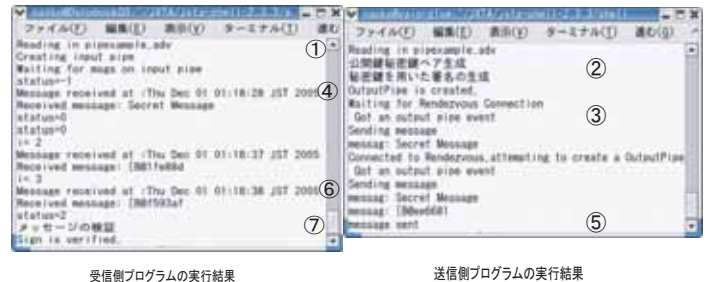 ファイル(F) 編集(E) 表示(V) ターミナル(T) 進む
Reading in pipexample.adv ①
Creating input pipe
Waiting for msgs on input pipe
status=-1
Message received at :Thu Dec 01 01:18:28 JST 2005 ④
Received message: Secret Message
status=0
status=0
i= 2
Message received at :Thu Dec 01 01:18:37 JST 2005
Received message:
i= 3
Message received at :Thu Dec 01 01:18:38 JST 2005 ⑥
Received message:
status=2
メッセージの検証 ⑦
Sign is verified.
受信側プログラムの実行結果
ファイル(F) 編集(E) 表示(V) ターミナル(T) 進む(G) ヘ
Reading in pipexample.adv
公開鍵秘密鍵ペア生成 ②
秘密鍵を用いた署名の生成
OutputPipe is created.
Waiting for Rendezvous Connection ③
Got an output pipe event
Sending message
messag: Secret Message
Connected to Rendezvous,attempting to create a OutputPipe
Got an output pipe event
Sending message
messag: Secret Message
messag:
message sent ⑤
送信側プログラムの実行結果